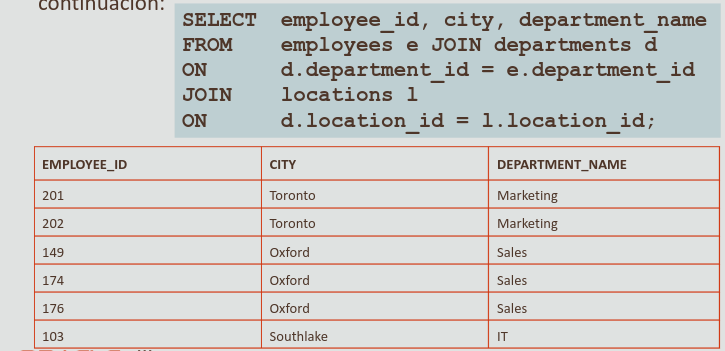 continuación:
SELECT employee_id, city, department_name
FROM employees e JOIN departments d
ON d.department_id = e.department_id
JOIN locations l
ON d.location_id = l.location_id;
EMPLOYEE_ID CITY DEPARTMENT_NAME
201 Toronto Marketing
202 Toronto Marketing
149 Oxford Sales
174 Oxford Sales
176 Oxford Sales
103 Southlake IT